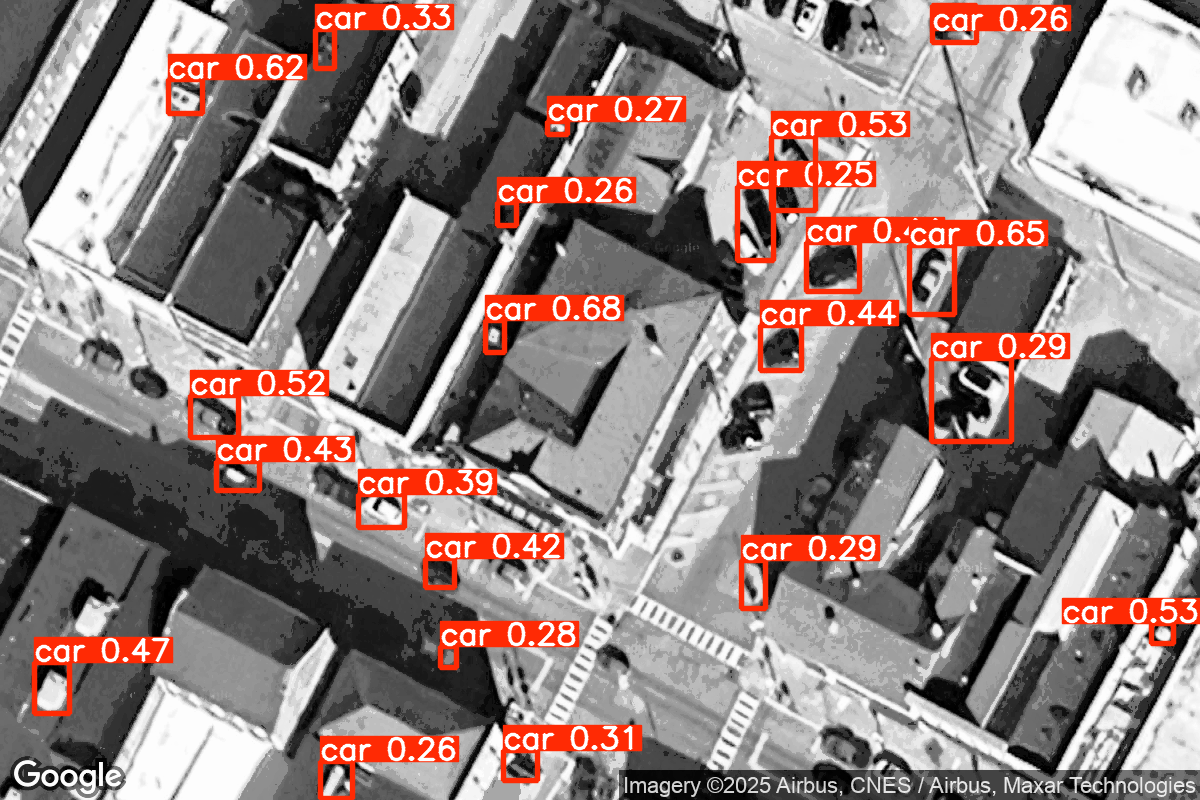 car 0.33
car 0.26
car 0.62
car 0.27
car 0.53
car 0.25
car 0.26
car 0.65
car 0.68
car 0.44
car 0.29
car 0.52
car 0.43
car 0.39
car 0.42
car 0.29
car 0.53
car 0.28
car 0.47
car 0.31
car 0.26
Google
Imagery ©2025 Airbus, CNES / Airbus, Maxar Technologies